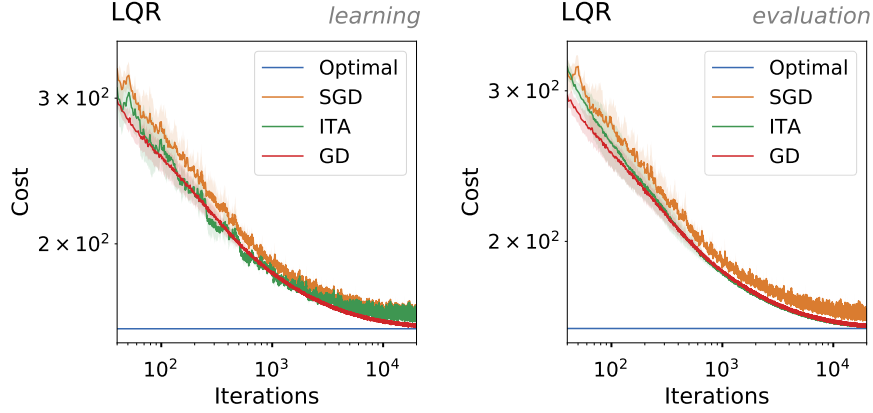 LQR
learning
3 × 10²
2 × 10²
Cost
Optimal
SGD
ITA
GD
10²
10³
10⁴
Iterations
LQR
evaluation
3 × 10²
2 × 10²
Cost
Optimal
SGD
ITA
GD
10²
10³
10⁴
Iterations